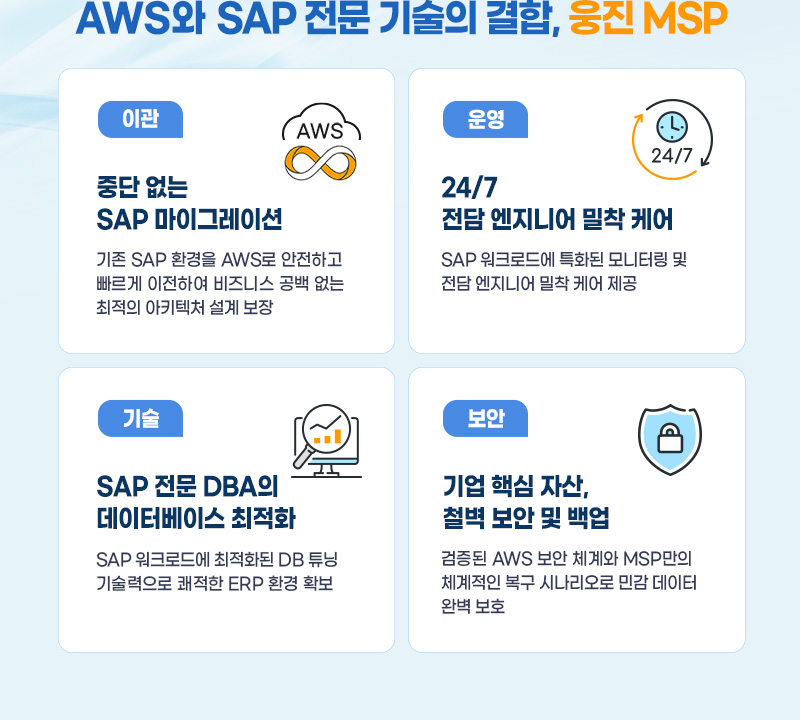 AWS와 SAP 전문 기술의 결합, 웅진 MSP
이관
AWS
중단 없는
SAP 마이그레이션
기존 SAP 환경을 AWS로 안전하고
빠르게 이전하여 비즈니스 공백 없는
최적의 아키텍처 설계 보장
운영
24/7
24/7
전담 엔지니어 밀착 케어
SAP 워크로드에 특화된 모니터링 및
전담 엔지니어 밀착 케어 제공
기술
SAP 전문 DBA의
데이터베이스 최적화
SAP 워크로드에 최적화된 DB 튜닝
기술력으로 쾌적한 ERP 환경 확보
보안
기업 핵심 자산,
철벽 보안 및 백업
검증된 AWS 보안 체계와 MSP만의
체계적인 복구 시나리오로 민감 데이터
완벽 보호